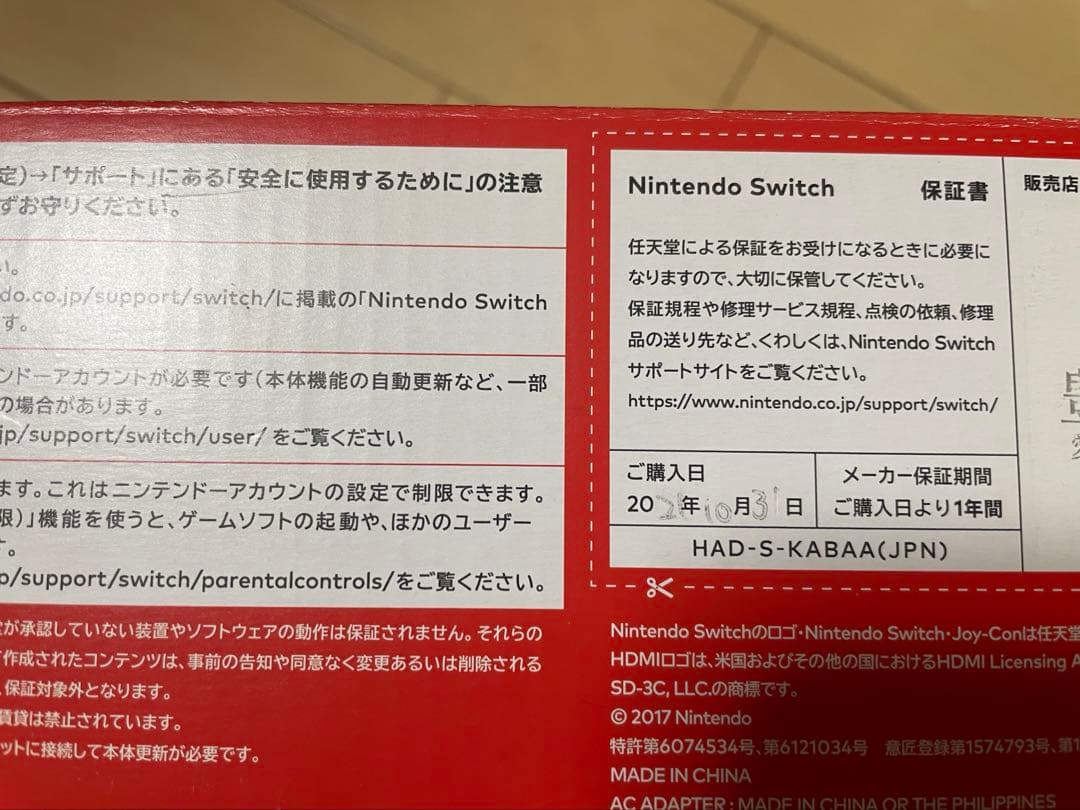 定)→「サポート」にある「安全に使用するために」の注意
ずお守りください。
い。
do.co.jp/support/switch/に掲載の「Nintendo Switch
す。
ンドーアカウントが必要です(本体機能の自動更新など、一部
の場合があります。
jp/support/switch/user/ をご覧ください。
ます。これはニンテンドーアカウントの設定で制限できます。
限)」機能を使うと、ゲームソフトの起動や、ほかのユーザー
す。
p/support/switch/parentalcontrols/をご覧ください。
が承認していない装置やソフトウェアの動作は保証されません。それらの
作成されたコンテンツは、事前の告知や同意なく変更あるいは削除される
、保証対象外となります。
賃貸は禁止されています。
ットに接続して本体更新が必要です。
Nintendo Switch 保証書
任天堂による保証をお受けになるときに必要に
なりますので、大切に保管してください。
保証規程や修理サービス規程、点検の依頼、修理
品の送り先など、くわしくは、Nintendo Switch
サポートサイトをご覧ください。
https://www.nintendo.co.jp/support/switch/
ご購入日
20 年10月31日
メーカー保証期間
ご購入日より1年間
HAD-S-KABAA(JPN)
販売店
Nintendo Switchのロゴ・Nintendo Switch・Joy-Conは任天堂
HDMIロゴは、米国およびその他の国におけるHDMI Licensing A
SD-3C, LLC.の商標です。
© 2017 Nintendo
特許第6074534号、第6121034号 意匠登録第1574793号、第1
MADE IN CHINA
AC ADAPTER : MADE IN CHINA OR THE PHILIPPINES